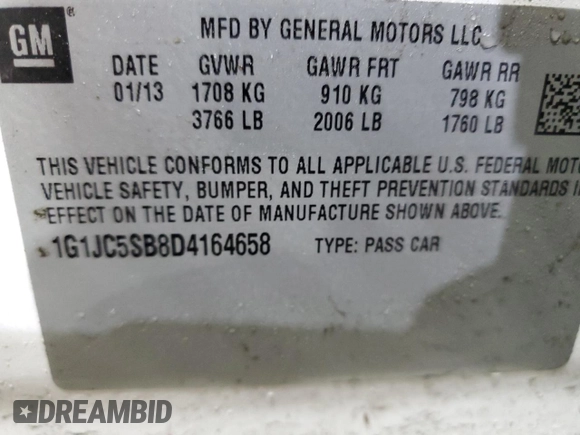 GM ®
MFD BY GENERAL MOTORS LLC
DATE GVWR GAWR FRT GAWR RR
01/13 1708 KG 910 KG 798 KG
3766 LB 2006 LB 1760 LB
THIS VEHICLE CONFORMS TO ALL APPLICABLE U.S. FEDERAL MOT
VEHICLE SAFETY, BUMPER, AND THEFT PREVENTION STANDARDS I
EFFECT ON THE DATE OF MANUFACTURE SHOWN ABOVE.
1G1JC5SB8D4164658 TYPE: PASS CAR
DREAMBID